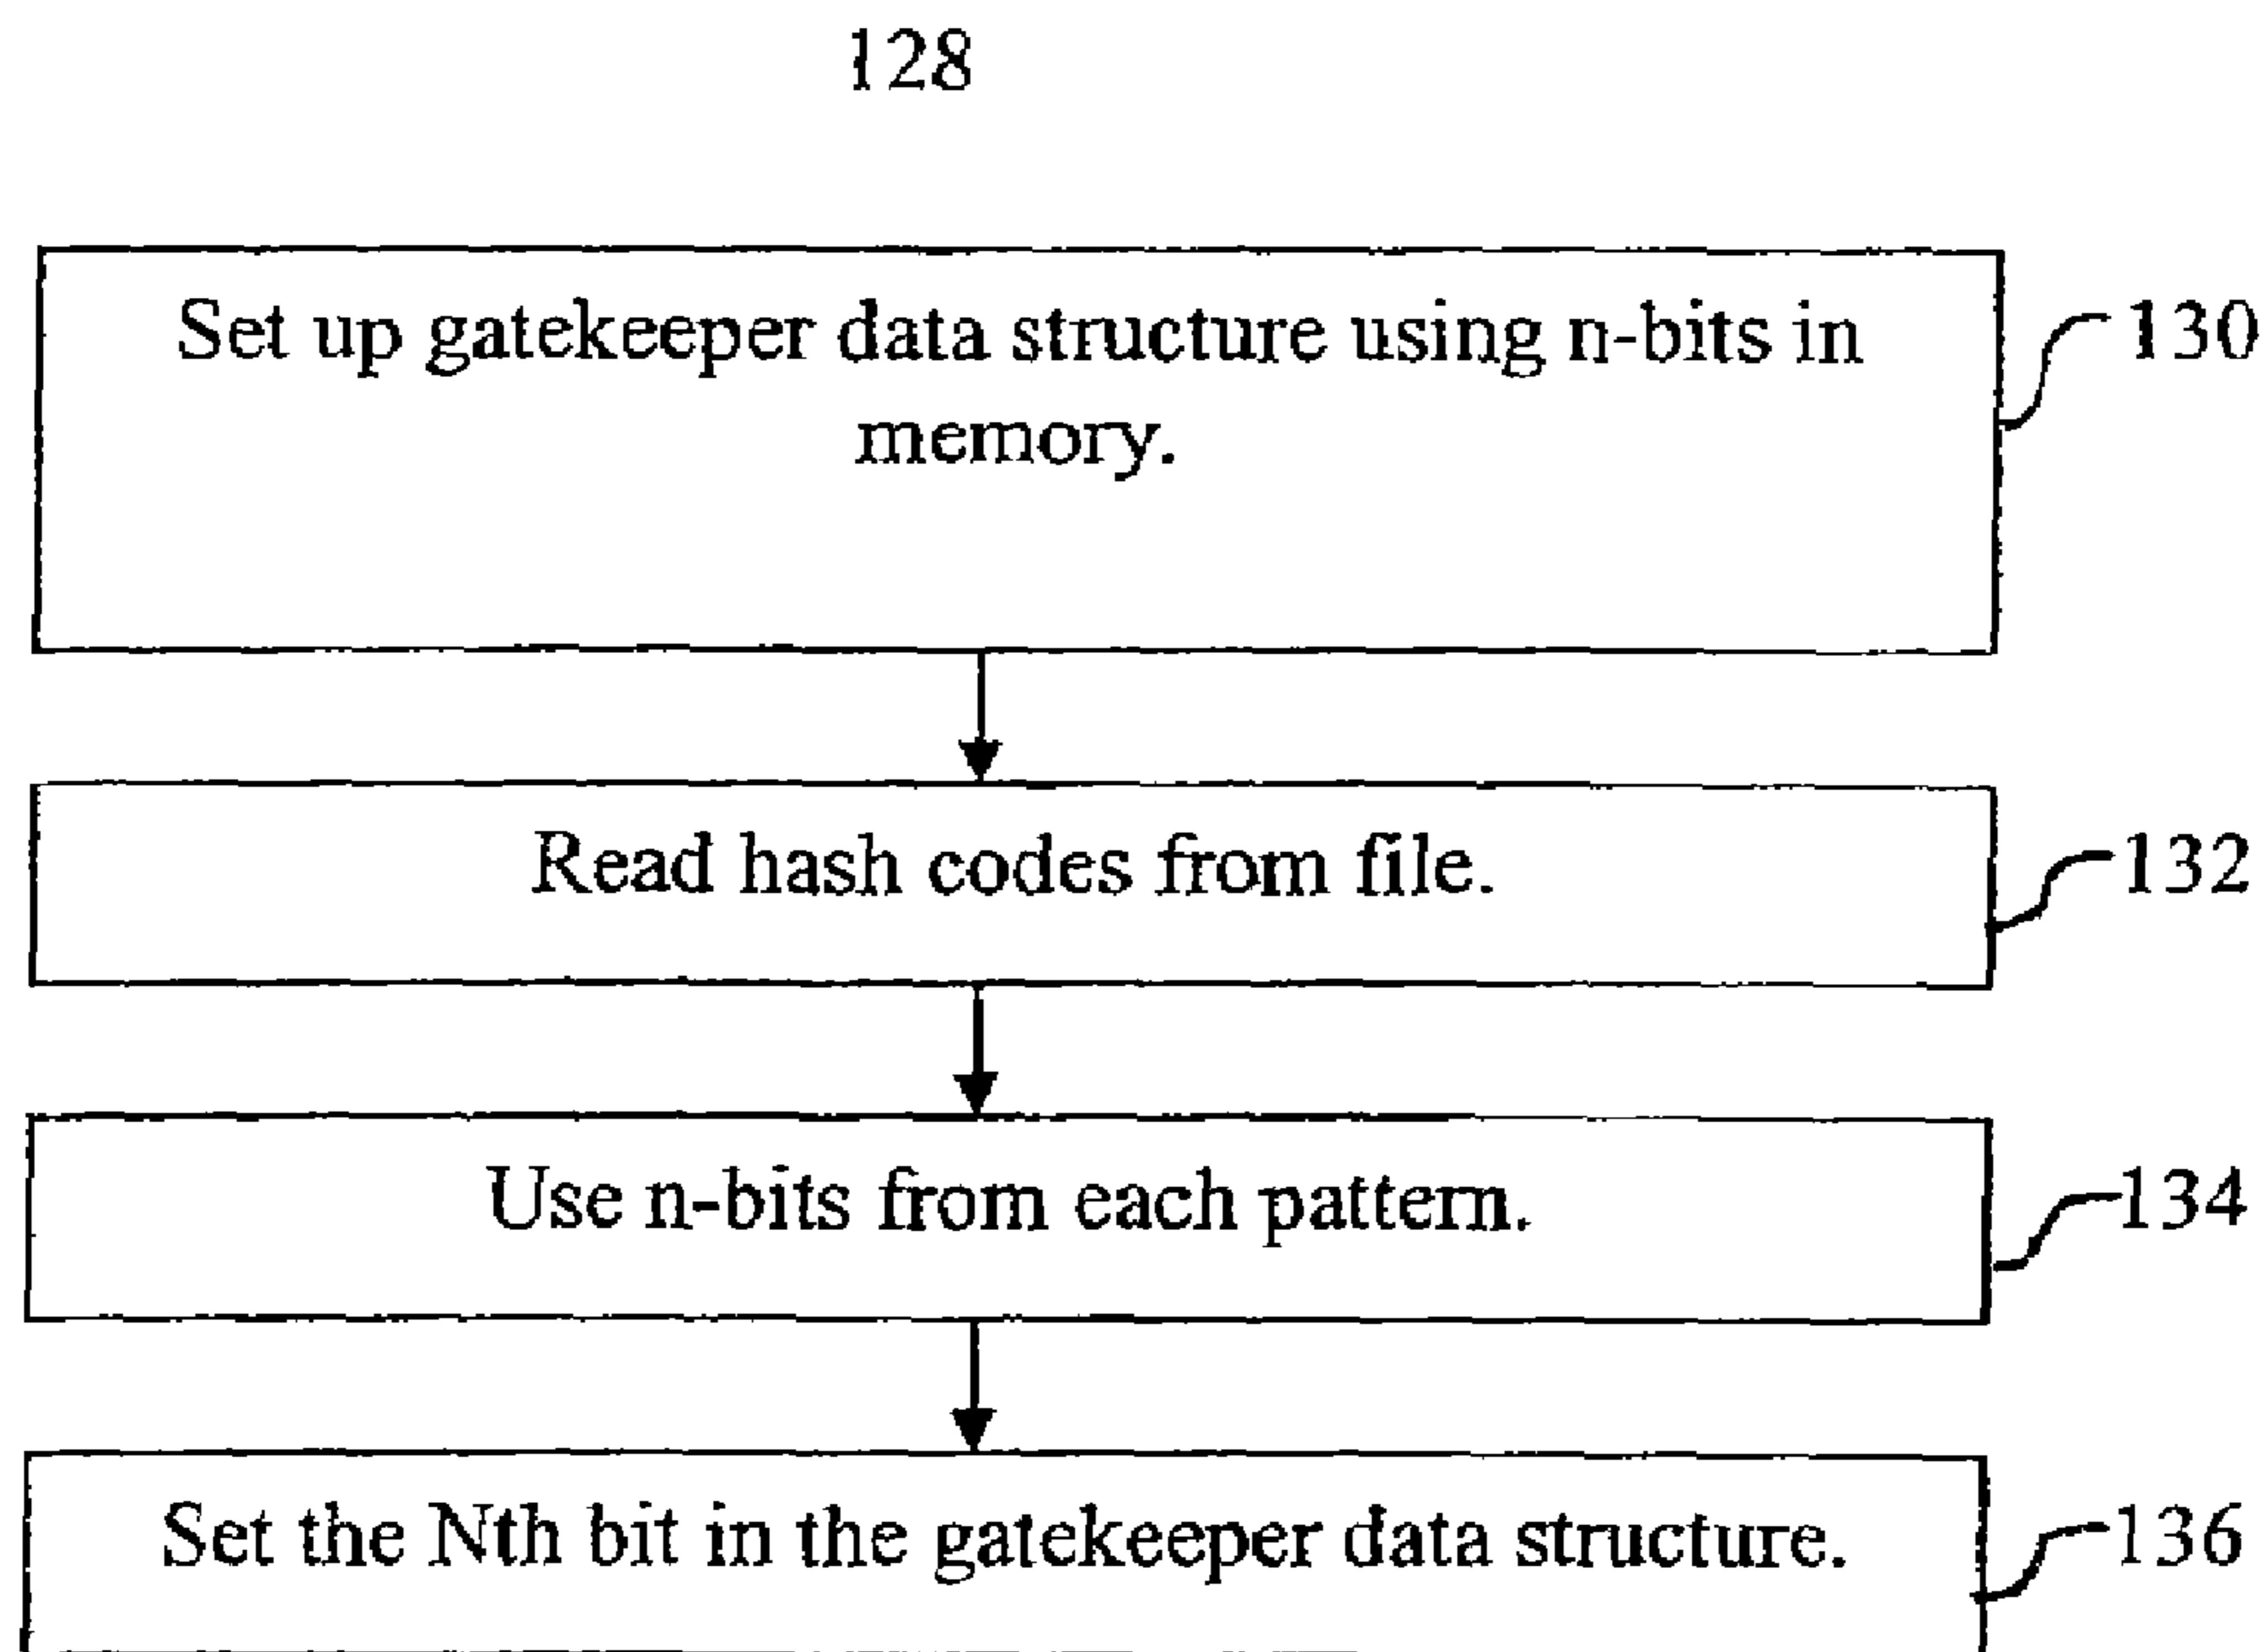 128
Set up gatekeeper data structure using n-bits in
memory.
130
Read hash codes from file.
132
Use n-bits from each pattern.
134
Set the Nth bit in the gatekeeper data structure.
136